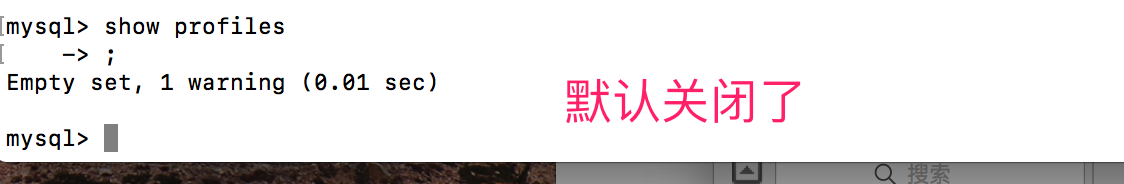 mysql> show profiles
-> ;
Empty set, 1 warning (0.01 sec)
默认关闭了
mysql>
搜索